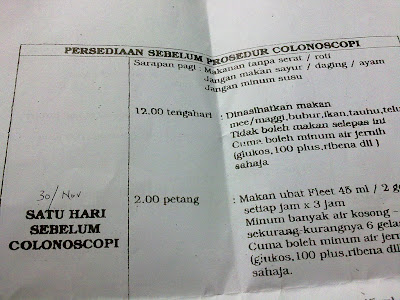 PERSEDIAAN SEBELUM PROSEDUR COLONOSCOPI
Sarapan pagi : Makanan tanpa serat / roti
Jangan makan sayur / daging / ayam
Jangan minum susu
12.00 tengahari : Dinasihatkan makan
mee/maggi,bubur,ikan,tauhu,telu
Tidak boleh makan selepas ini
Cuma boleh minum air jernih
(glukos,100 plus,ribena dll )
sahaja
30/Nov
SATU HARI
SEBELUM
COLONOSCOPI
2.00 petang : Makan ubat Fleet 45 ml / 2 g
setiap jam x 3 jam
Minum banyak air kosong -
sekurang-kurangnya 6 gelas
Cuma boleh minum air jern
(glukos,100 plus,ribena dl
sahaja.